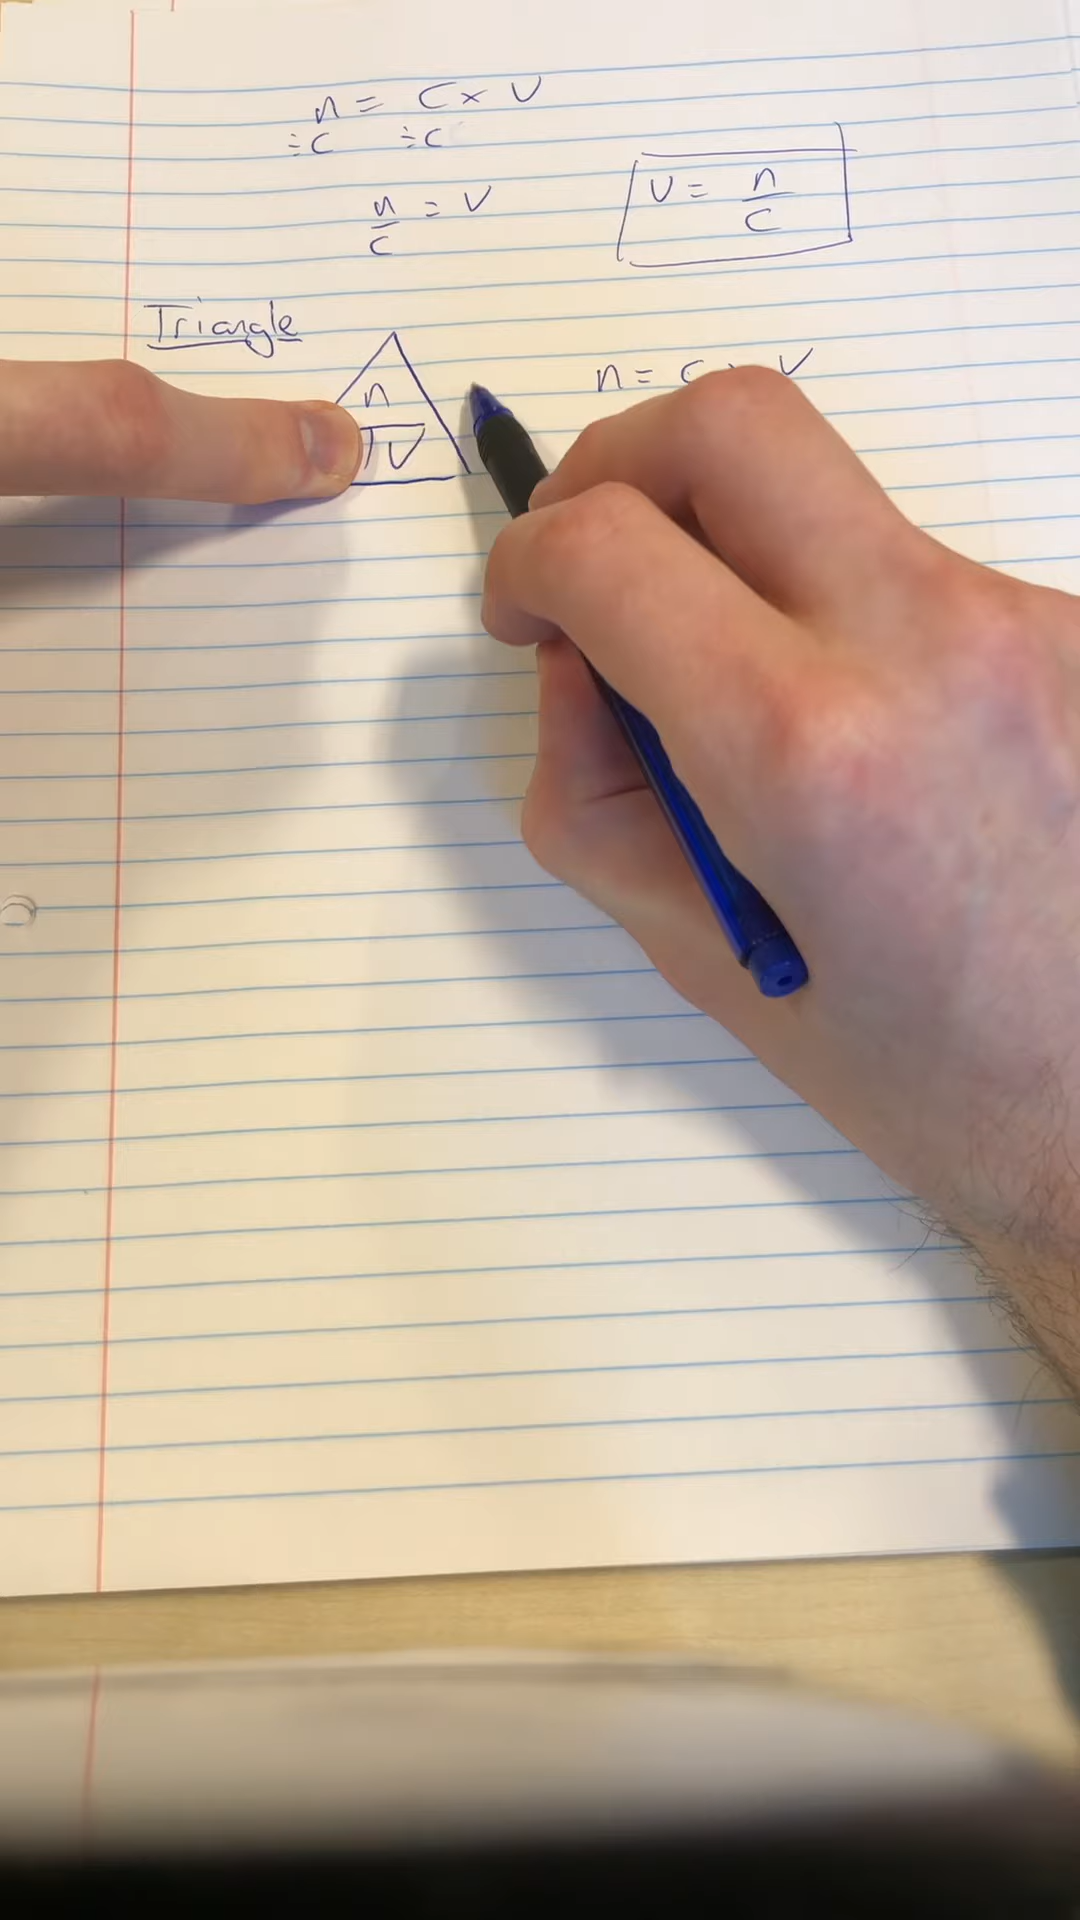 n = C x V
÷C ÷C
n/C = V
V = n/C
Triangle
n = C x V
n
V